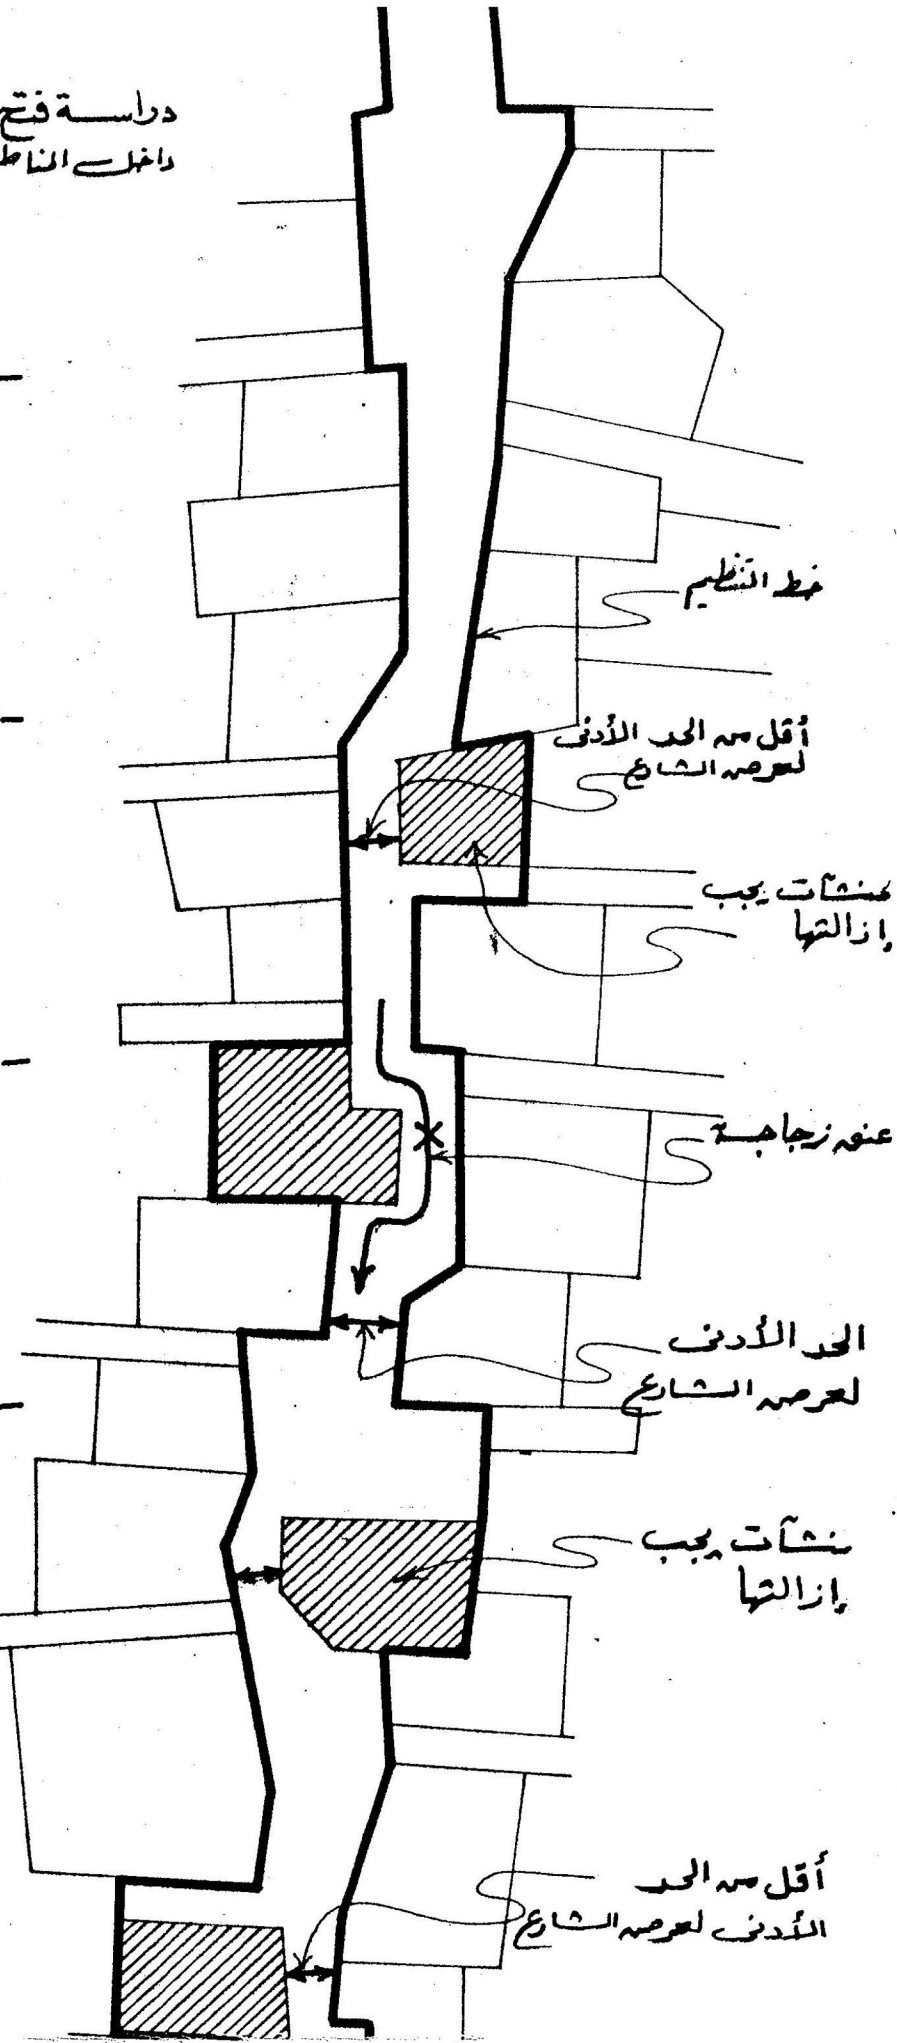 دراسة فتح
داخل المناط
خط التنظيم
أقل من الحد الأدنى
لعرض الشارع
منشآت يجب
إزالتها
عنق زجاجة
الحد الأدنى
لعرض الشارع
منشآت يجب
إزالتها
أقل من الحد
الأدنى لعرض الشارع